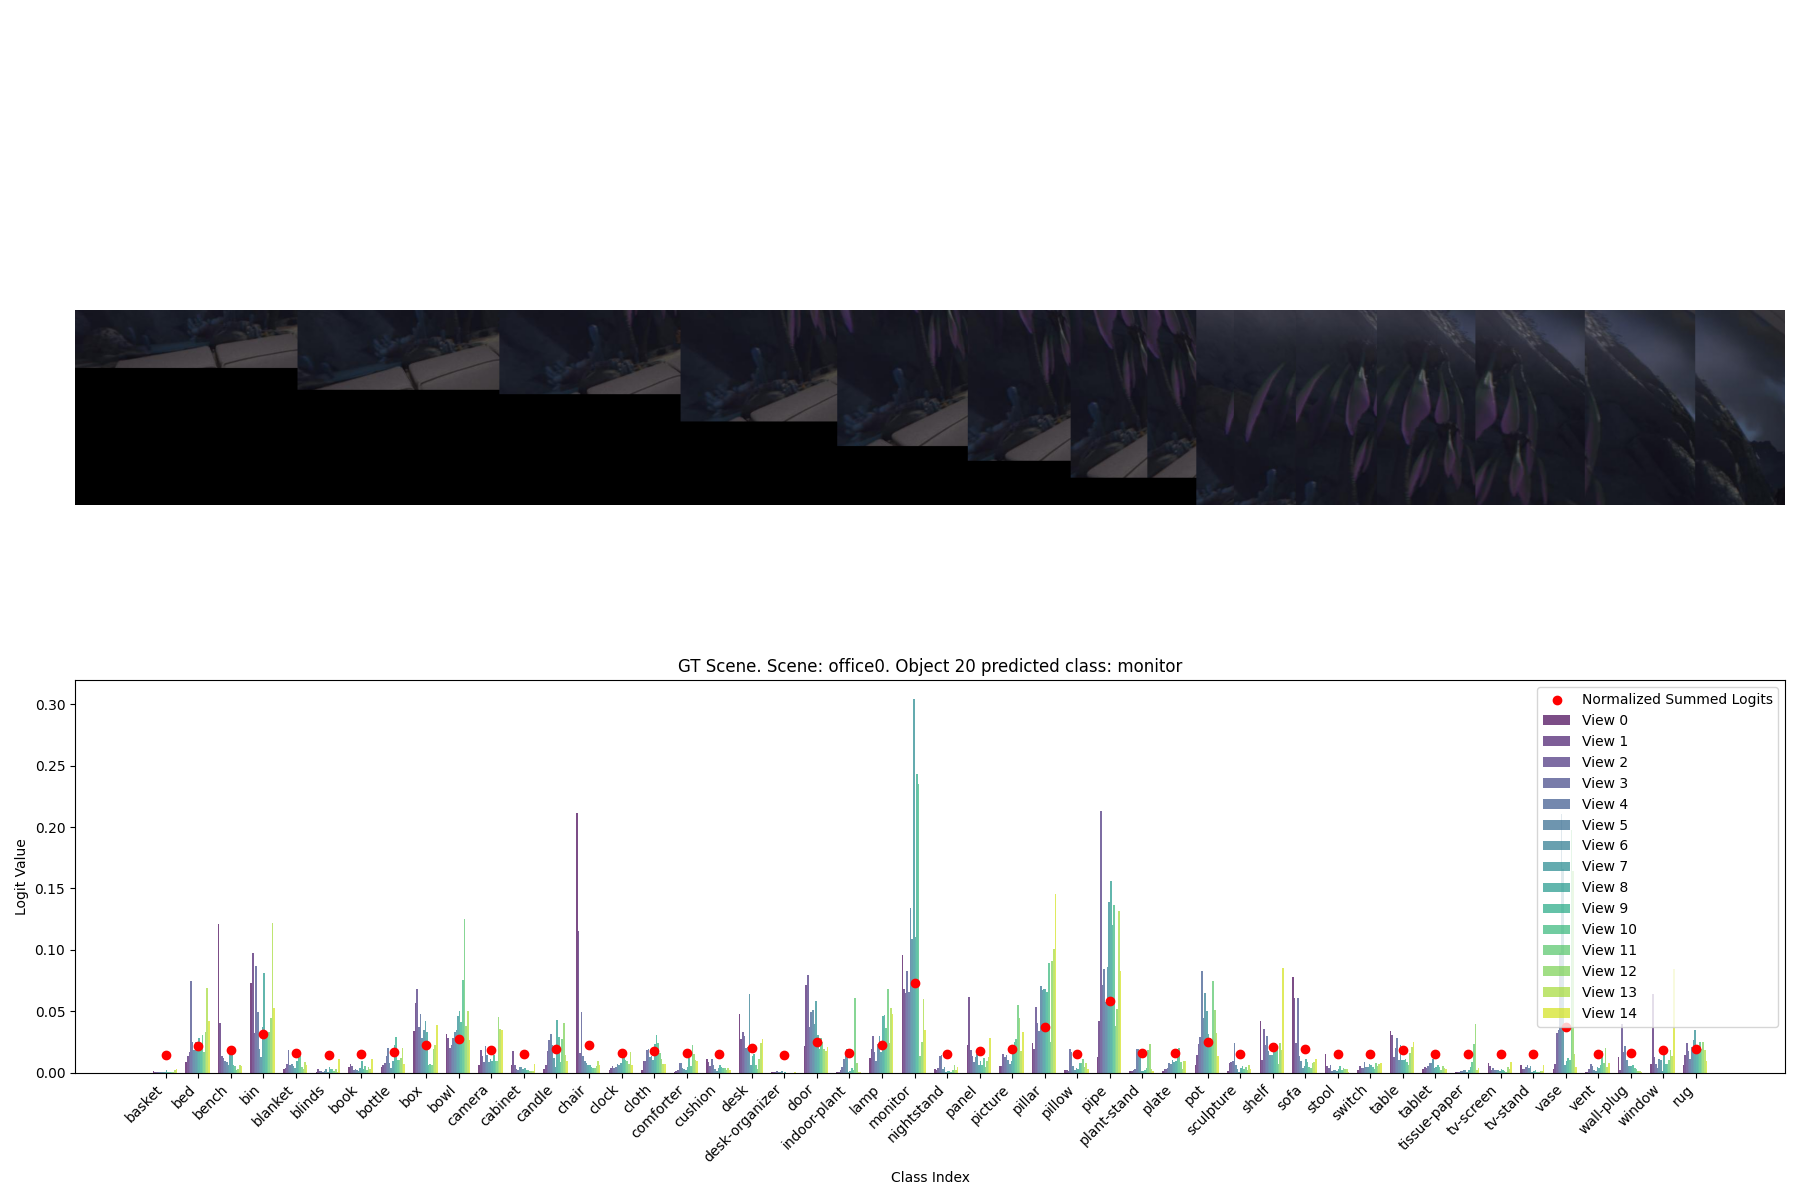 GT Scene. Scene: office0. Object 20 predicted class: monitor
Logit Value
0.30
0.25
0.20
0.15
0.10
0.05
0.00
Normalized Summed Logits
View 0
View 1
View 2
View 3
View 4
View 5
View 6
View 7
View 8
View 9
View 10
View 11
View 12
View 13
View 14
basket
bed
bench
bin
blanket
blinds
book
bottle
box
bowl
camera
cabinet
candle
chair
clock
cloth
comforter
cushion
desk
desk-organizer
door
indoor-plant
lamp
monitor
nightstand
panel
picture
pillar
pillow
pipe
plant-stand
plate
pot
sculpture
shelf
sofa
stool
switch
table
tablet
tissue-paper
tv-screen
tv-stand
vase
vent
wall-plug
window
rug
Class Index